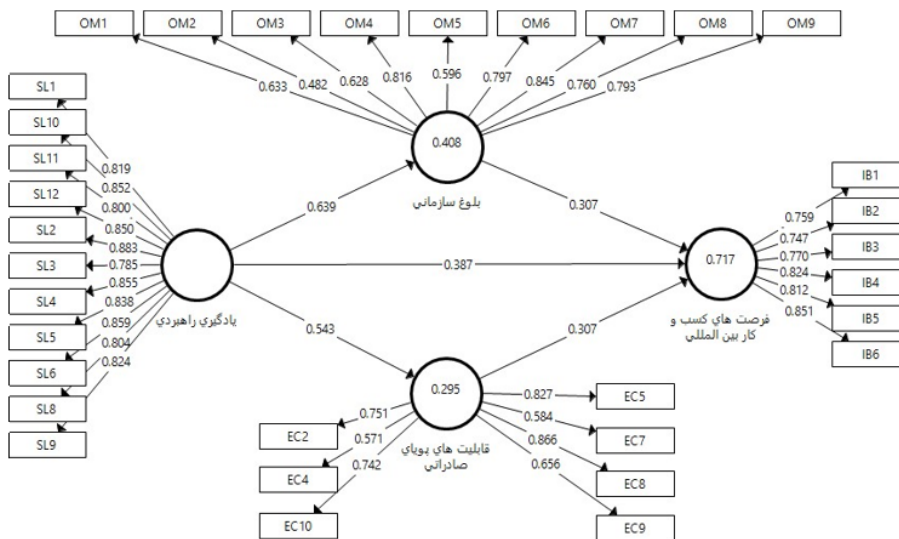 OM1 OM2 OM3 OM4 OM5 OM6 OM7 OM8 OM9
0.633 0.482 0.628 0.816 0.596 0.797 0.845 0.760 0.793
SL1
SL10
SL11
SL12
SL2
SL3
SL4
SL5
SL6
SL8
SL9
0.819
0.852
0.800
0.850
0.883
0.785
0.855
0.838
0.859
0.804
0.824
يادگيري راهبردي
0.639
0.387
0.543
0.408
بلوغ سازماني
0.307
0.307
0.295
قابليت هاي پوياي
صادراتي
0.717
فرصت هاي كسب و
كار بين المللي
0.759
0.747
0.770
0.824
0.812
0.851
IB1
IB2
IB3
IB4
IB5
IB6
0.751
0.571
0.742
EC2
EC4
EC10
0.827
0.584
0.866
0.656
EC5
EC7
EC8
EC9